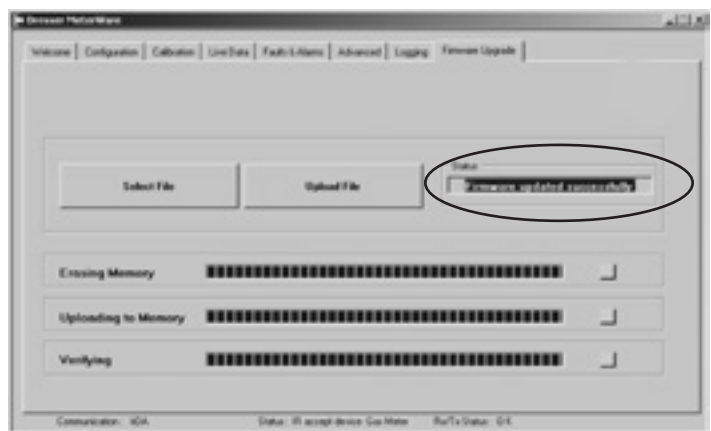 Dresser MeterWare
Welcome Configuration Calibration Live Data Faults & Alarms Advanced Logging Firmware Upgrade
Status
Select File Upload File Firmware updated successfully.
Erasing Memory
Uploading to Memory
Verifying
Communication: IrDA Status: IR accept device: Gas Meter Rx/Tx Status: OK